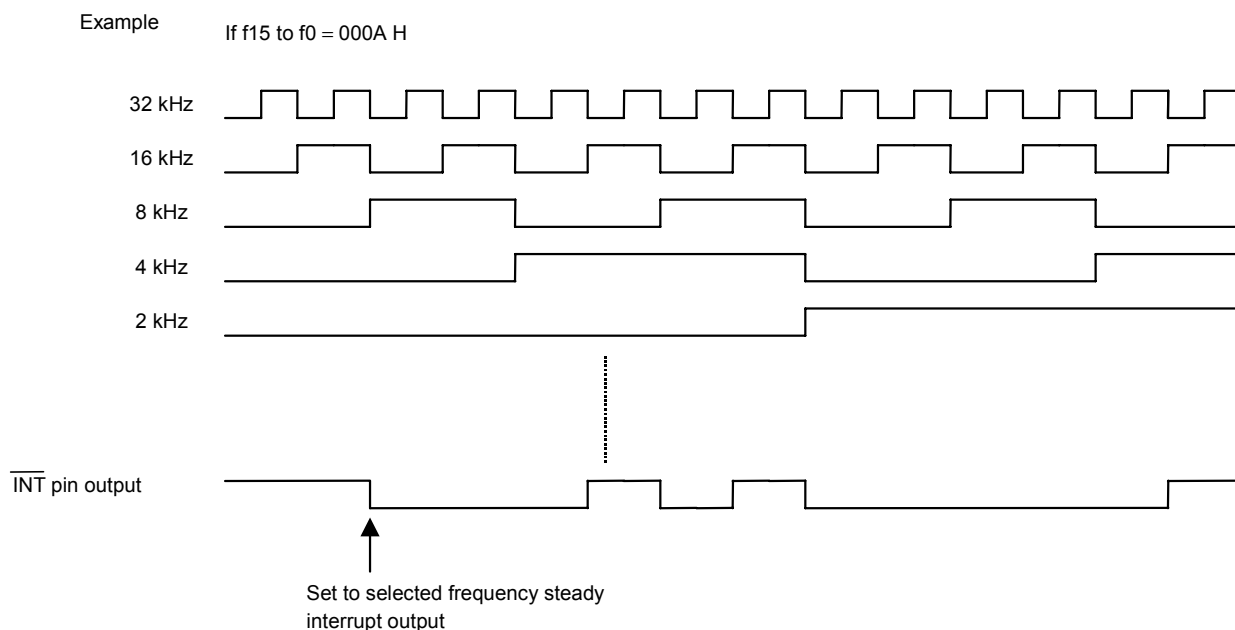 Example
If f15 to f0 = 000A H
32 kHz
16 kHz
8 kHz
4 kHz
2 kHz
INT pin output
Set to selected frequency steady
interrupt output